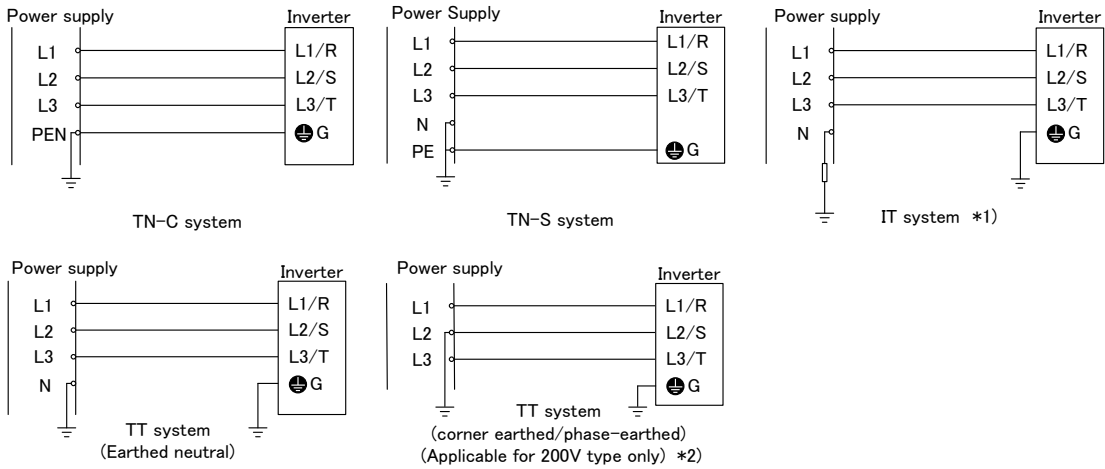 Power supply
Inverter
L1
L1/R
L2
L2/S
L3
L3/T
PEN
G
TN-C system
Power Supply
Inverter
L1
L1/R
L2
L2/S
L3
L3/T
N
PE
G
TN-S system
Power supply
Inverter
L1
L1/R
L2
L2/S
L3
L3/T
N
G
IT system *1)
Power supply
Inverter
L1
L1/R
L2
L2/S
L3
L3/T
N
G
TT system
(Earthed neutral)
Power supply
Inverter
L1
L1/R
L2
L2/S
L3
L3/T
G
TT system
(corner earthed/phase-earthed)
(Applicable for 200V type only) *2)